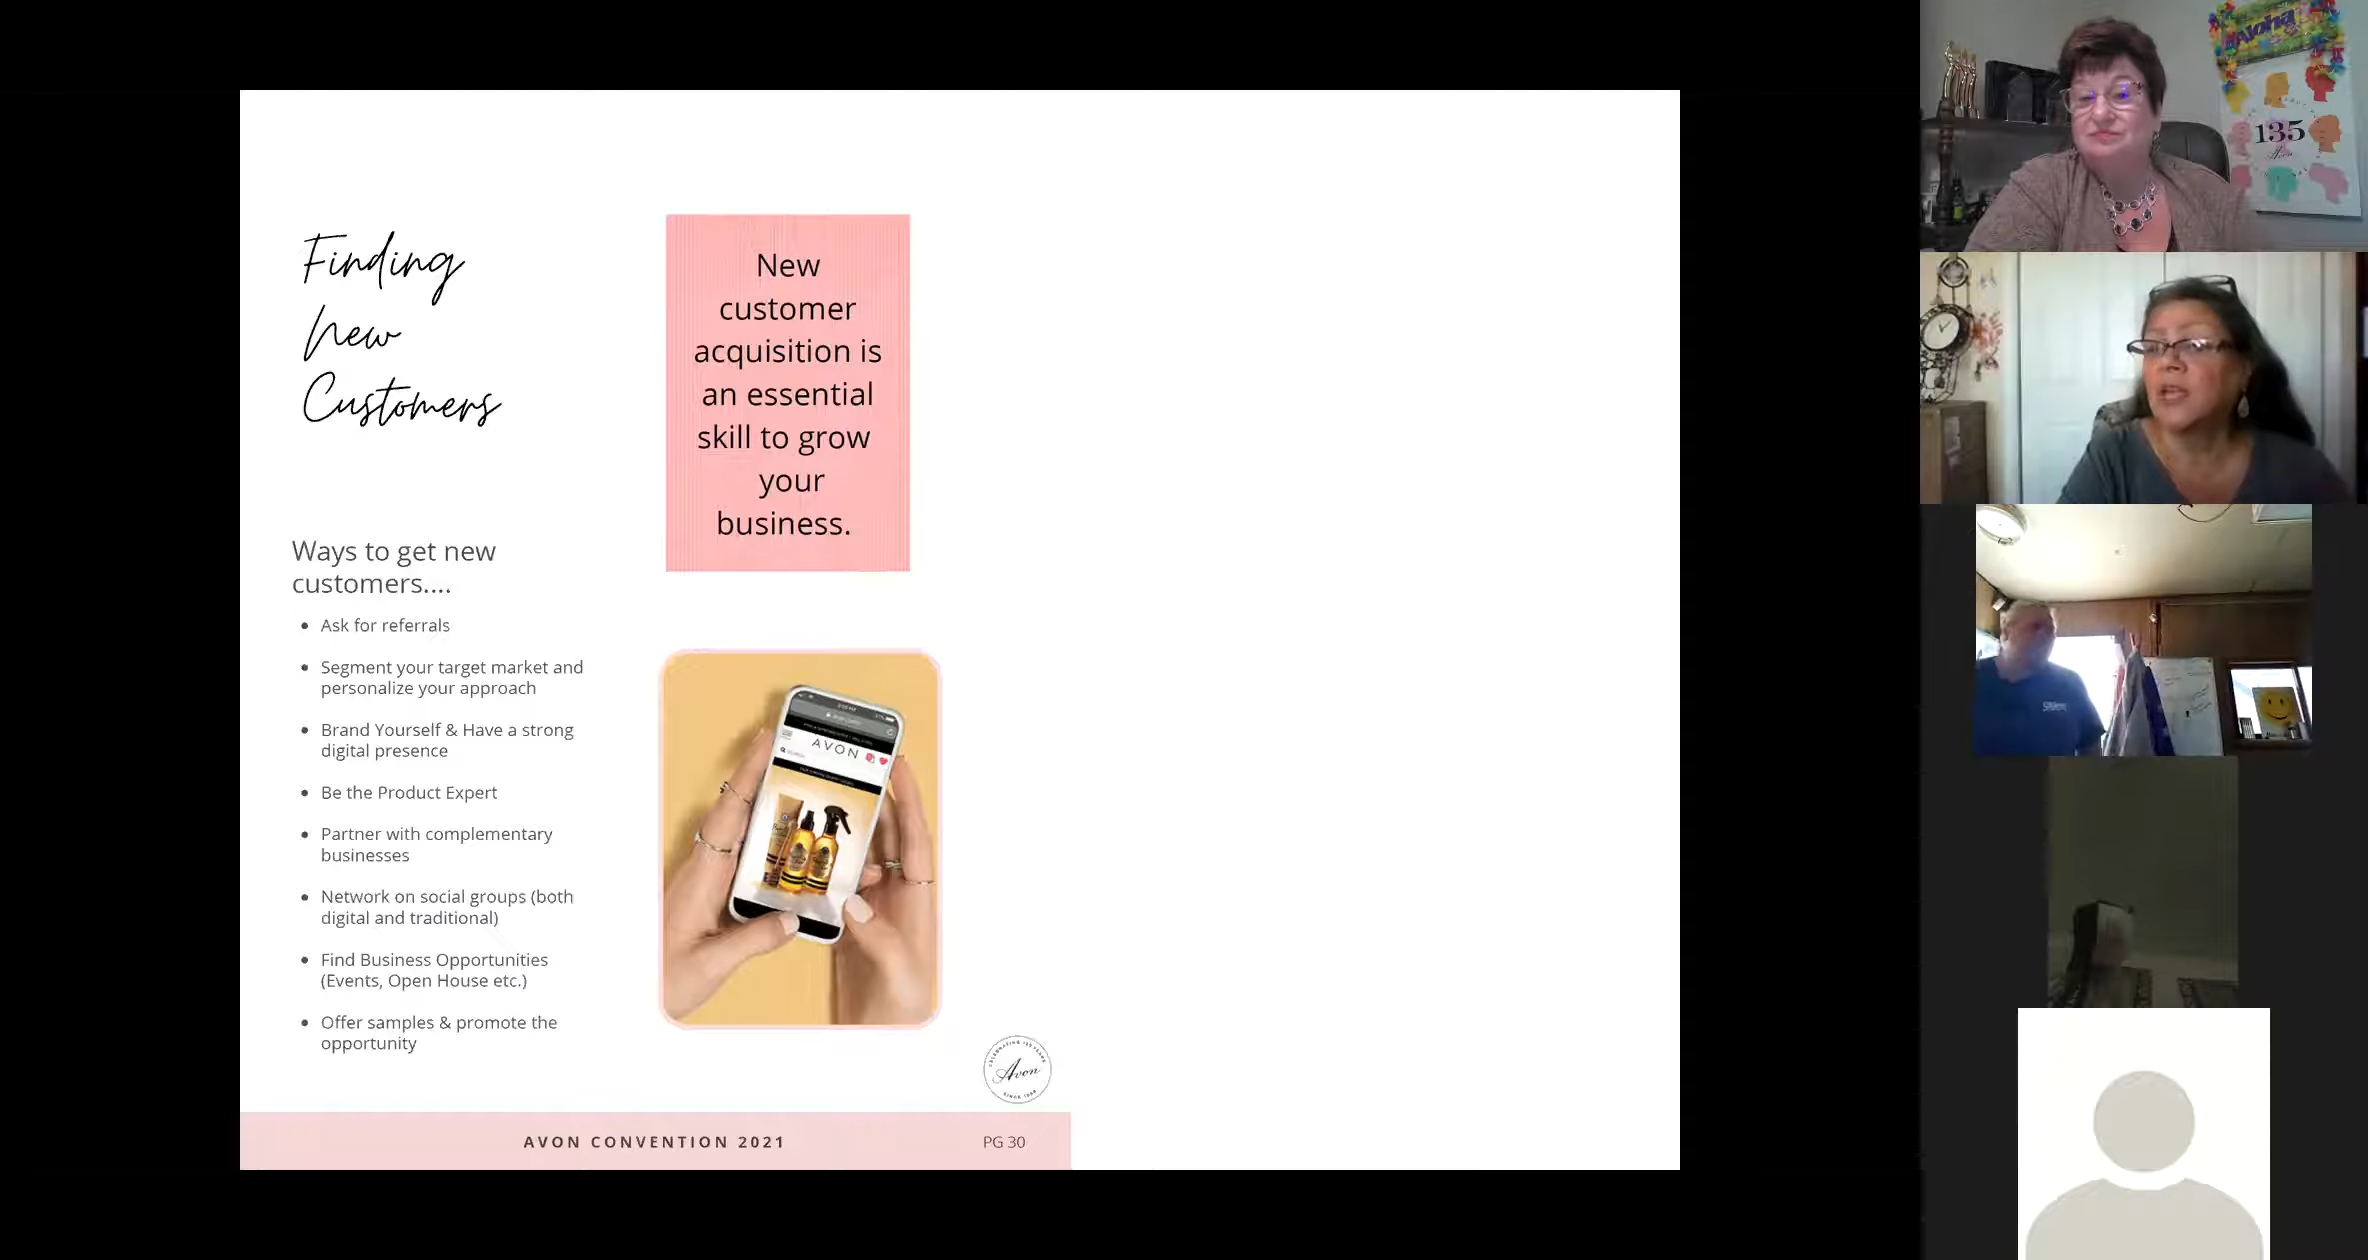 Finding
New
Customers
New
customer
acquisition is
an essential
skill to grow
your
business.
Ways to get new
customers....
Ask for referrals
Segment your target market and
personalize your approach
Brand Yourself & Have a strong
digital presence
Be the Product Expert
Partner with complementary
businesses
Network on social groups (both
digital and traditional)
Find Business Opportunities
(Events, Open House etc.)
Offer samples & promote the
opportunity
AVON
Avon
AVON CONVENTION 2021
PG 30
Aloha
135
Avon